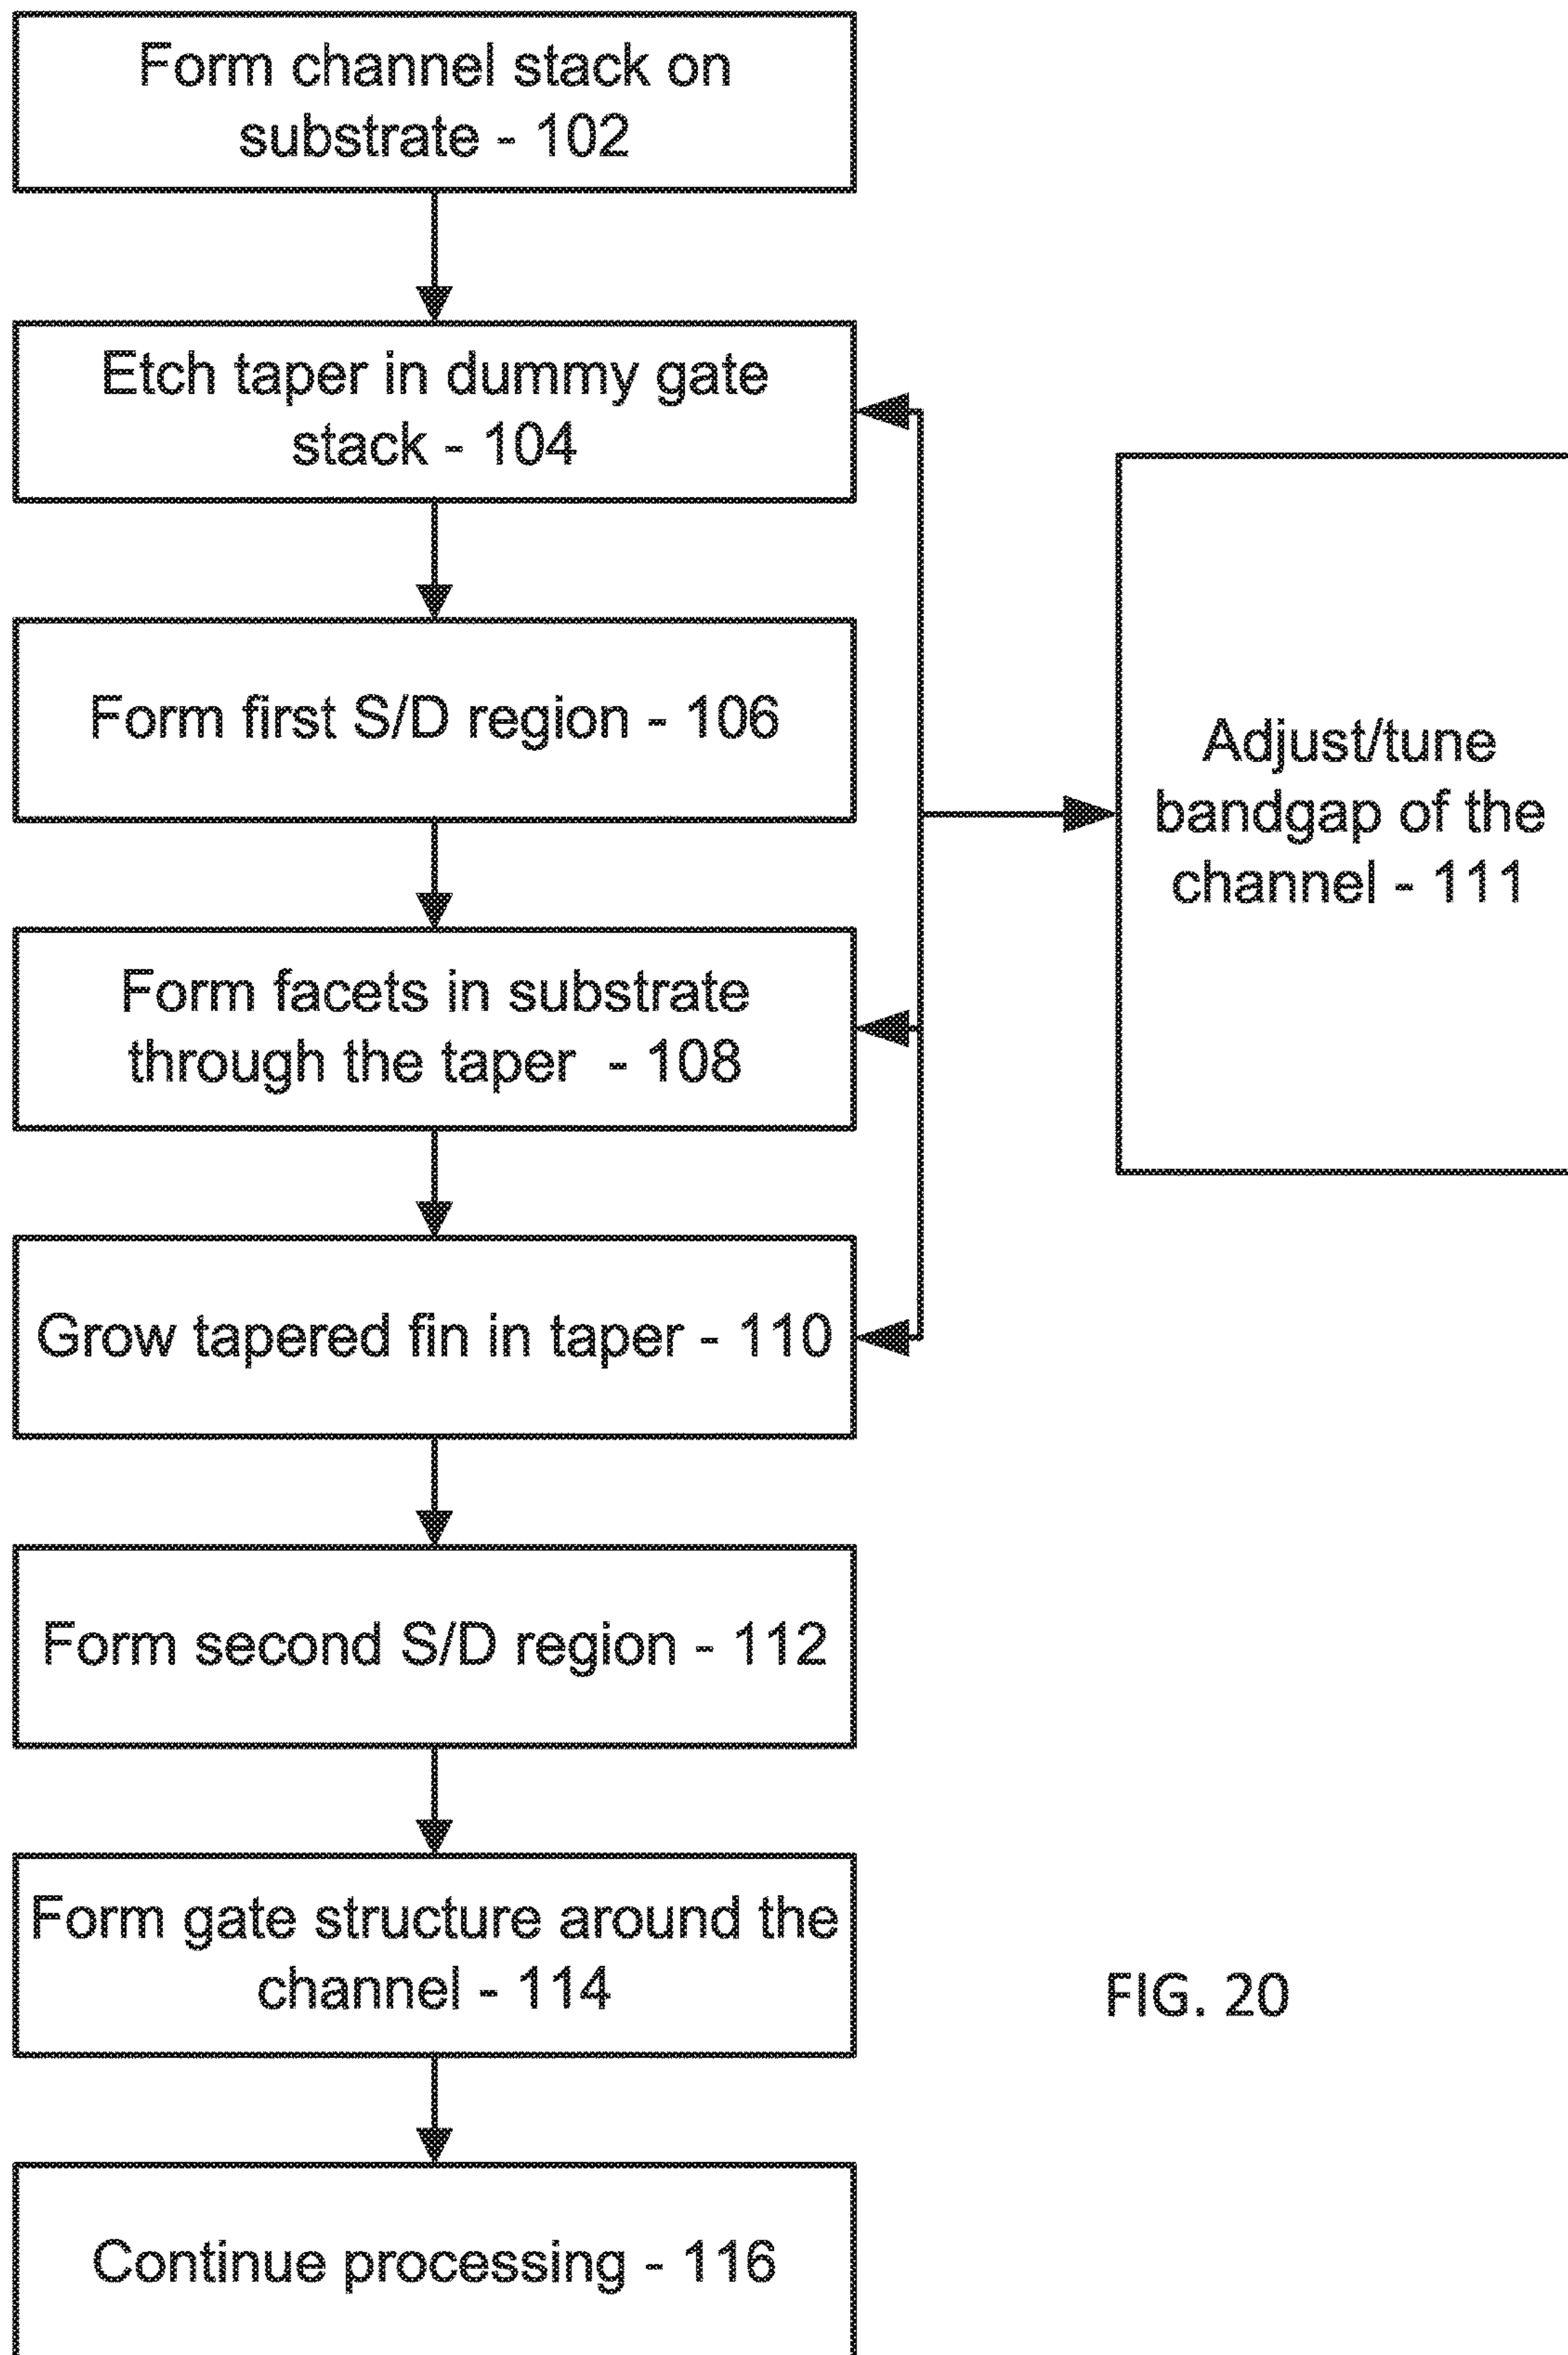 Form channel stack on
substrate - 102
Etch taper in dummy gate
stack - 104
Form first S/D region - 106
Form facets in substrate
through the taper - 108
Adjust/tune
bandgap of the
channel - 111
Grow tapered fin in taper - 110
Form second S/D region - 112
Form gate structure around the
channel - 114
Continue processing - 116
FIG. 20